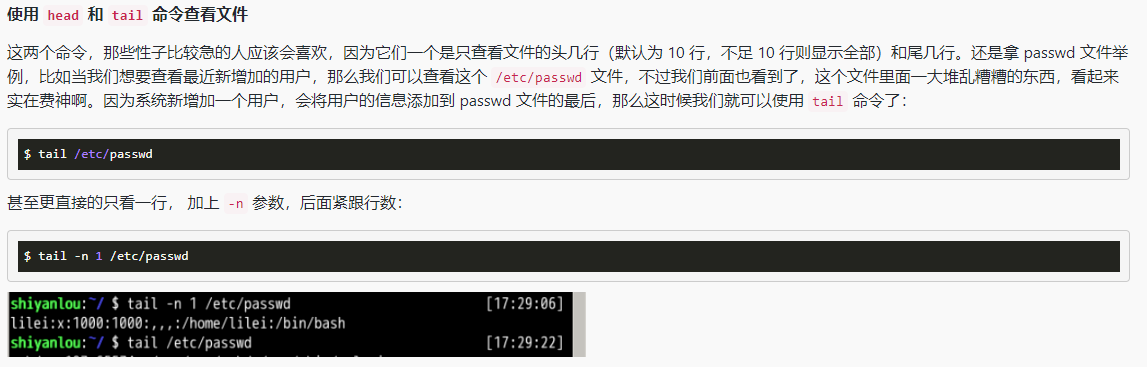 使用 head 和 tail 命令查看文件
这两个命令，那些性子比较急的人应该会喜欢，因为它们一个是只查看文件的头几行（默认为 10 行，不足 10 行则显示全部）和尾几行。还是拿 passwd 文件举
例，比如当我们想要查看最近新增加的用户，那么我们可以查看这个 /etc/passwd 文件，不过我们前面也看到了，这个文件里面一大堆乱糟糟的东西，看起来
实在费神啊。因为系统新增加一个用户，会将用户的信息添加到 passwd 文件的最后，那么这时候我们就可以使用 tail 命令了：
$ tail /etc/passwd
甚至更直接的只看一行， 加上 -n 参数，后面紧跟行数：
$ tail -n 1 /etc/passwd
shiyanlou:~/ $ tail -n 1 /etc/passwd [17:29:06]
lilei:x:1000:1000:,,,:/home/lilei:/bin/bash
shiyanlou:~/ $ tail /etc/passwd [17:29:22]